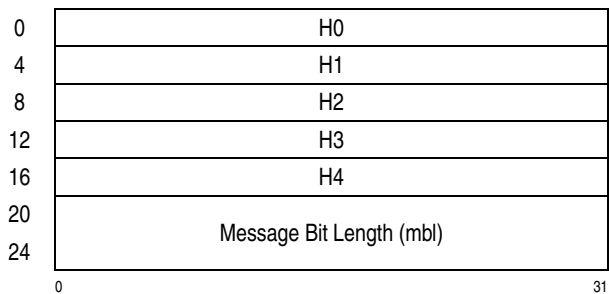 0 H0
4 H1
8 H2
12 H3
16 H4
20
Message Bit Length (mbl)
24
0 31